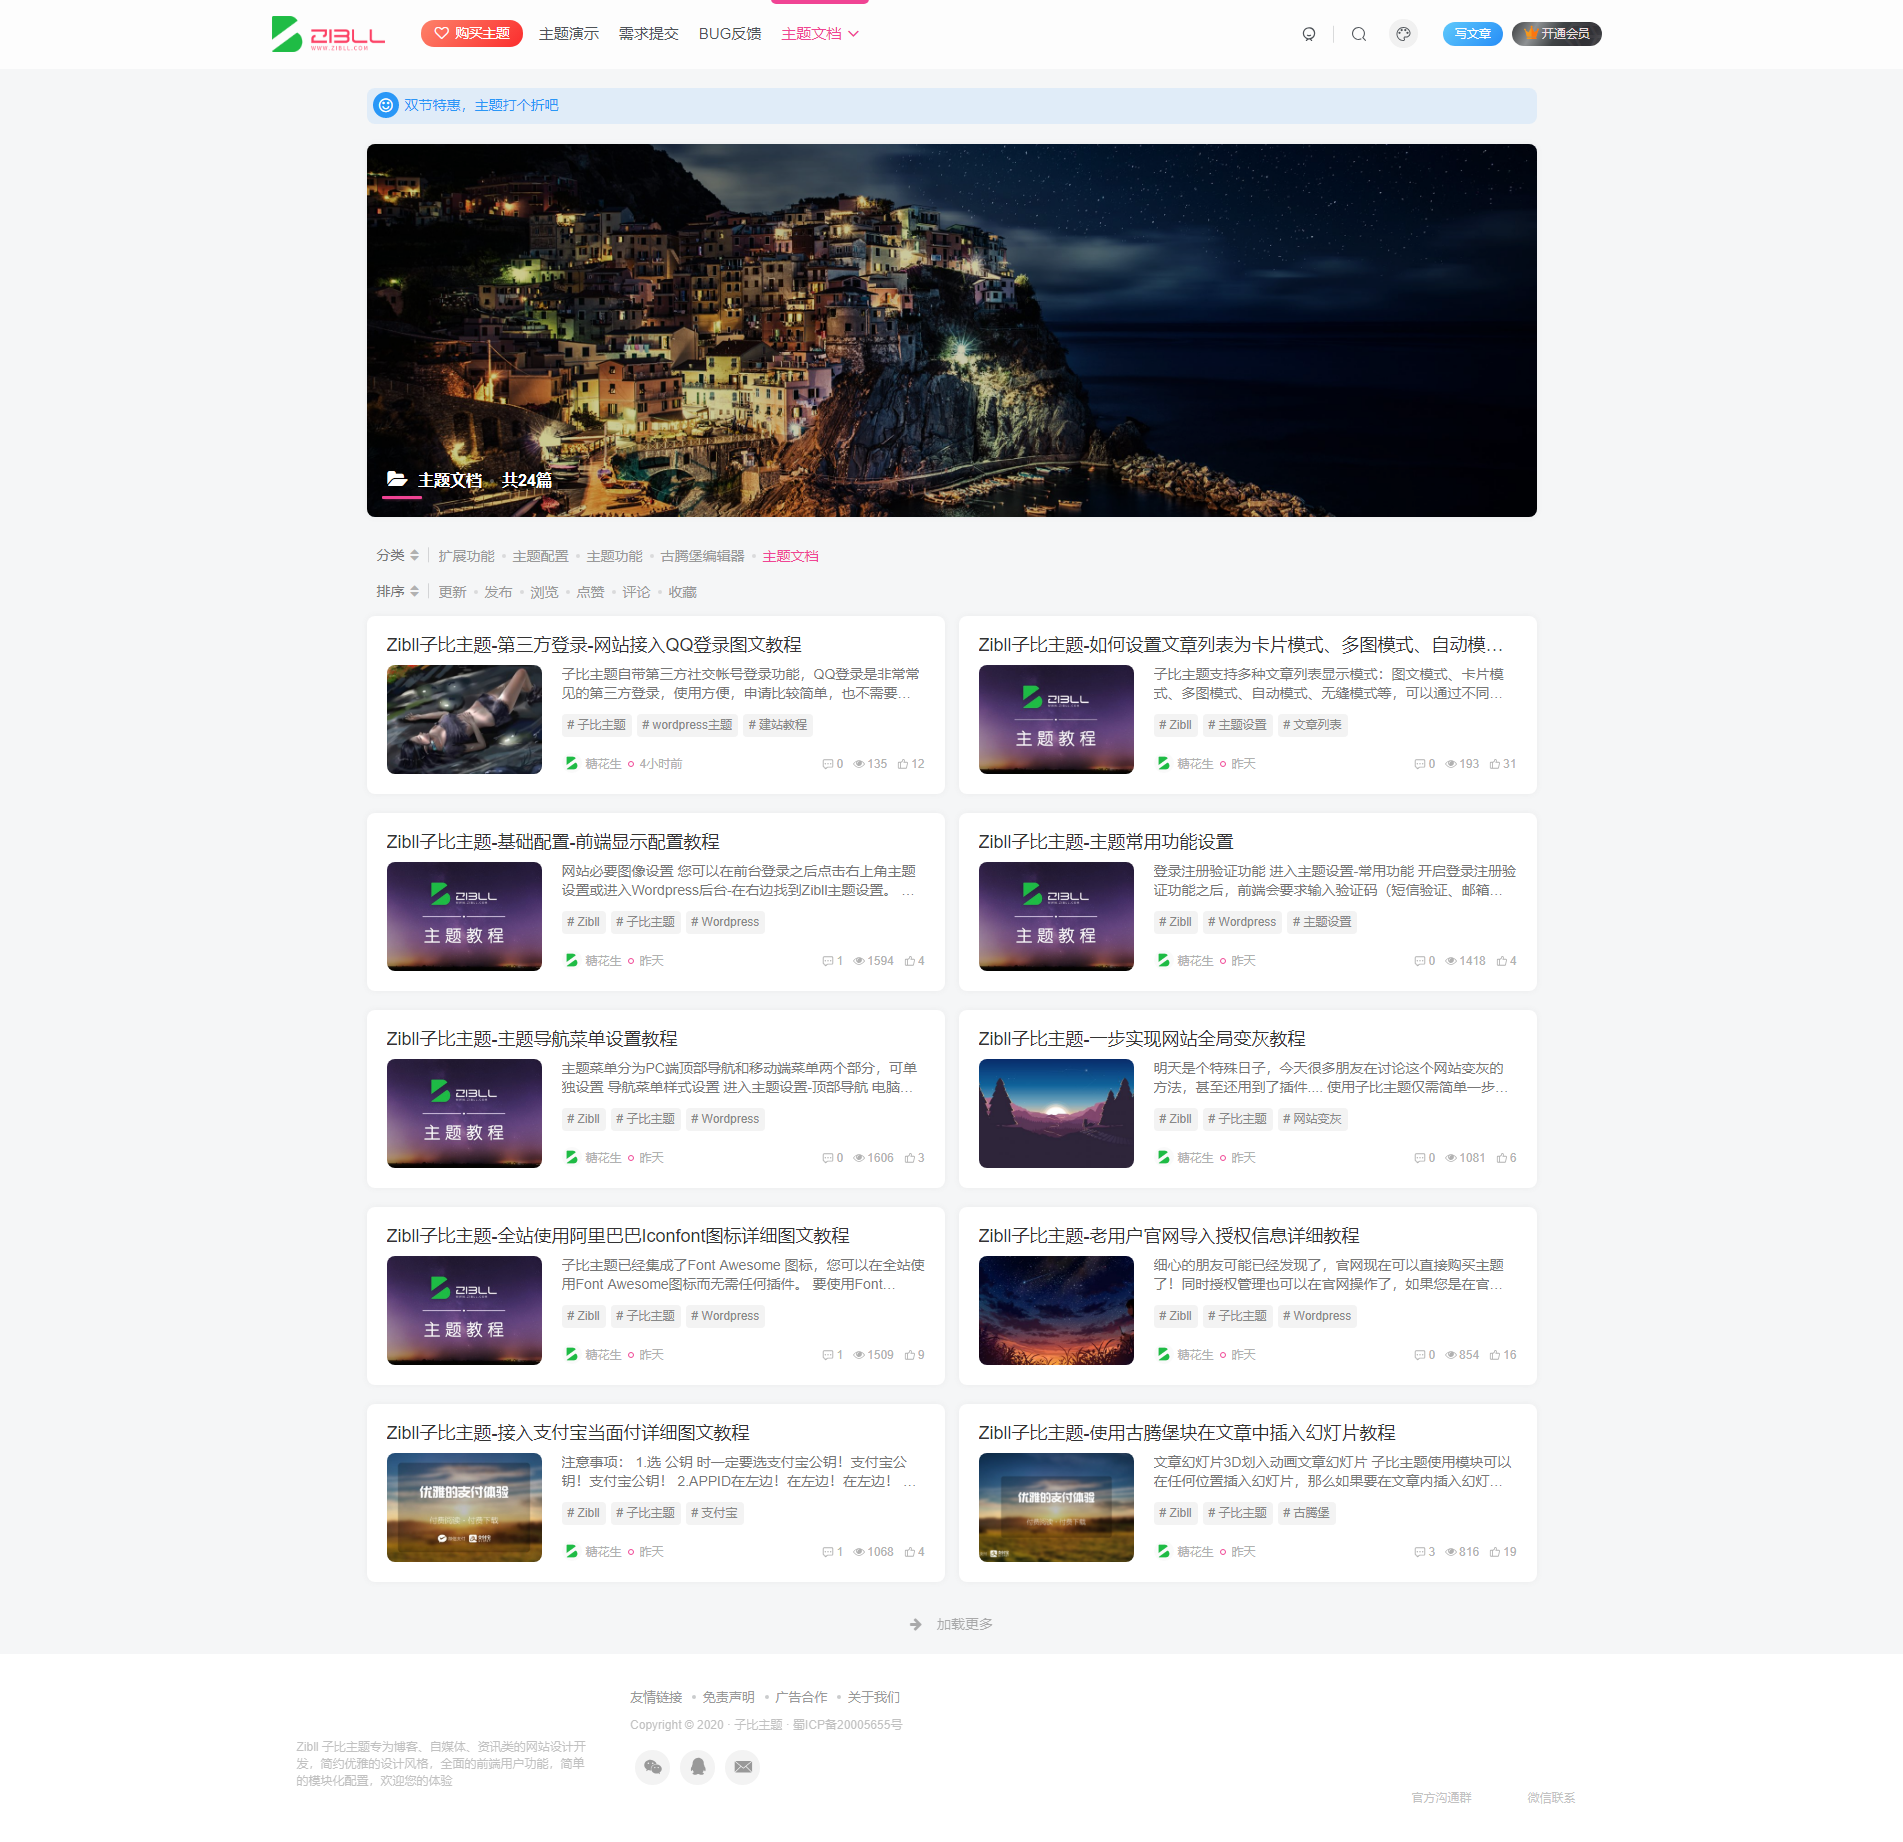 ZIBLL
WWW.ZIBLL.COM
购买主题 主题演示 需求提交 BUG反馈 主题文档
写文章 开通会员
双节特惠，主题打个折吧
主题文档 共24篇
分类 扩展功能 主题配置 主题功能 古腾堡编辑器 主题文档
排序 更新 发布 浏览 点赞 评论 收藏
Zibll子比主题-第三方登录-网站接入QQ登录图文教程
子比主题自带第三方社交帐号登录功能，QQ登录是非常常
见的第三方登录，使用方便，申请比较简单，也不需要...
# 子比主题 # wordpress主题 # 建站教程
糖花生 4小时前 0 135 12
Zibll子比主题-如何设置文章列表为卡片模式、多图模式、自动模...
ZIBLL
主题教程
子比主题支持多种文章列表显示模式：图文模式、卡片模
式、多图模式、自动模式、无缝模式等，可以通过不同...
# Zibll # 主题设置 # 文章列表
糖花生 昨天 0 193 31
Zibll子比主题-基础配置-前端显示配置教程
ZIBLL
主题教程
网站必要图像设置 您可以在前台登录之后点击右上角主题
设置或进入Wordpress后台-在右边找到Zibll主题设置。 ...
# Zibll # 子比主题 # Wordpress
糖花生 昨天 1 1594 4
Zibll子比主题-主题常用功能设置
ZIBLL
主题教程
登录注册验证功能 进入主题设置-常用功能 开启登录注册验
证功能之后，前端会要求输入验证码（短信验证、邮箱...
# Zibll # Wordpress # 主题设置
糖花生 昨天 0 1418 4
Zibll子比主题-主题导航菜单设置教程
ZIBLL
主题教程
主题菜单分为PC端顶部导航和移动端菜单两个部分，可单
独设置 导航菜单样式设置 进入主题设置-顶部导航 电脑...
# Zibll # 子比主题 # Wordpress
糖花生 昨天 0 1606 3
Zibll子比主题-一步实现网站全局变灰教程
明天是个特殊日子，今天很多朋友在讨论这个网站变灰的
方法，甚至还用到了插件.... 使用子比主题仅需简单一步...
# Zibll # 子比主题 # 网站变灰
糖花生 昨天 0 1081 6
Zibll子比主题-全站使用阿里巴巴Iconfont图标详细图文教程
ZIBLL
主题教程
子比主题已经集成了Font Awesome 图标，您可以在全站使
用Font Awesome图标而无需任何插件。 要使用Font...
# Zibll # 子比主题 # Wordpress
糖花生 昨天 1 1509 9
Zibll子比主题-老用户官网导入授权信息详细教程
细心的朋友可能已经发现了，官网现在可以直接购买主题
了！同时授权管理也可以在官网操作了，如果您是在官...
# Zibll # 子比主题 # Wordpress
糖花生 昨天 0 854 16
Zibll子比主题-接入支付宝当面付详细图文教程
优雅的支付体验
付费阅读·付费下载
注意事项： 1.选 公钥 时一定要选支付宝公钥！支付宝公
钥！支付宝公钥！ 2.APPID在左边！在左边！在左边！ ...
# Zibll # 子比主题 # 支付宝
糖花生 昨天 1 1068 4
Zibll子比主题-使用古腾堡块在文章中插入幻灯片教程
优雅的支付体验
付费阅读·付费下载
文章幻灯片3D划入动画文章幻灯片 子比主题使用模块可以
在任何位置插入幻灯片，那么如果要在文章内插入幻灯...
# Zibll # 子比主题 # 古腾堡
糖花生 昨天 3 816 19
加载更多
友情链接 免责声明 广告合作 关于我们
Copyright © 2020 · 子比主题 · 蜀ICP备20005655号
Zibll 子比主题专为博客、自媒体、资讯类的网站设计开
发，简约优雅的设计风格，全面的前端用户功能，简单
的模块化配置，欢迎您的体验
官方沟通群 微信联系